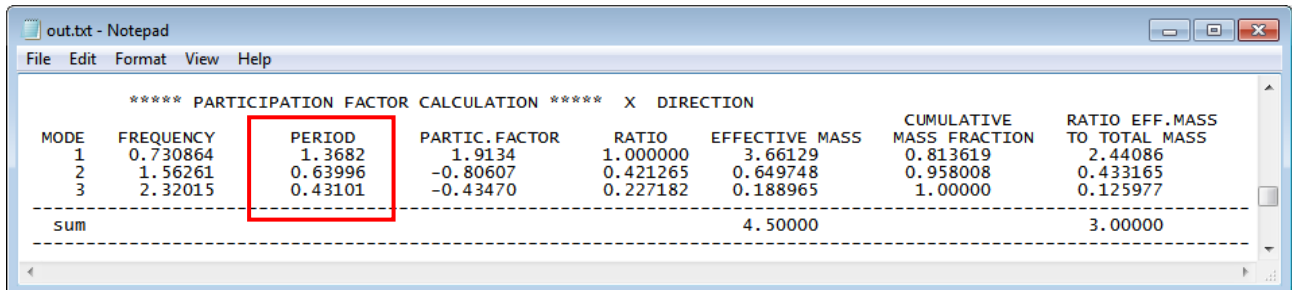 out.txt - Notepad
File Edit Format View Help
***** PARTICIPATION FACTOR CALCULATION ***** X DIRECTION
CUMULATIVE RATIO EFF.MASS
MODE FREQUENCY PERIOD PARTIC.FACTOR RATIO EFFECTIVE MASS MASS FRACTION TO TOTAL MASS
1 0.730864 1.3682 1.9134 1.000000 3.66129 0.813619 2.44086
2 1.56261 0.63996 -0.80607 0.421265 0.649748 0.958008 0.433165
3 2.32015 0.43101 -0.43470 0.227182 0.188965 1.00000 0.125977
--------------------------------------------------------------------------------
sum 4.50000 3.00000
--------------------------------------------------------------------------------